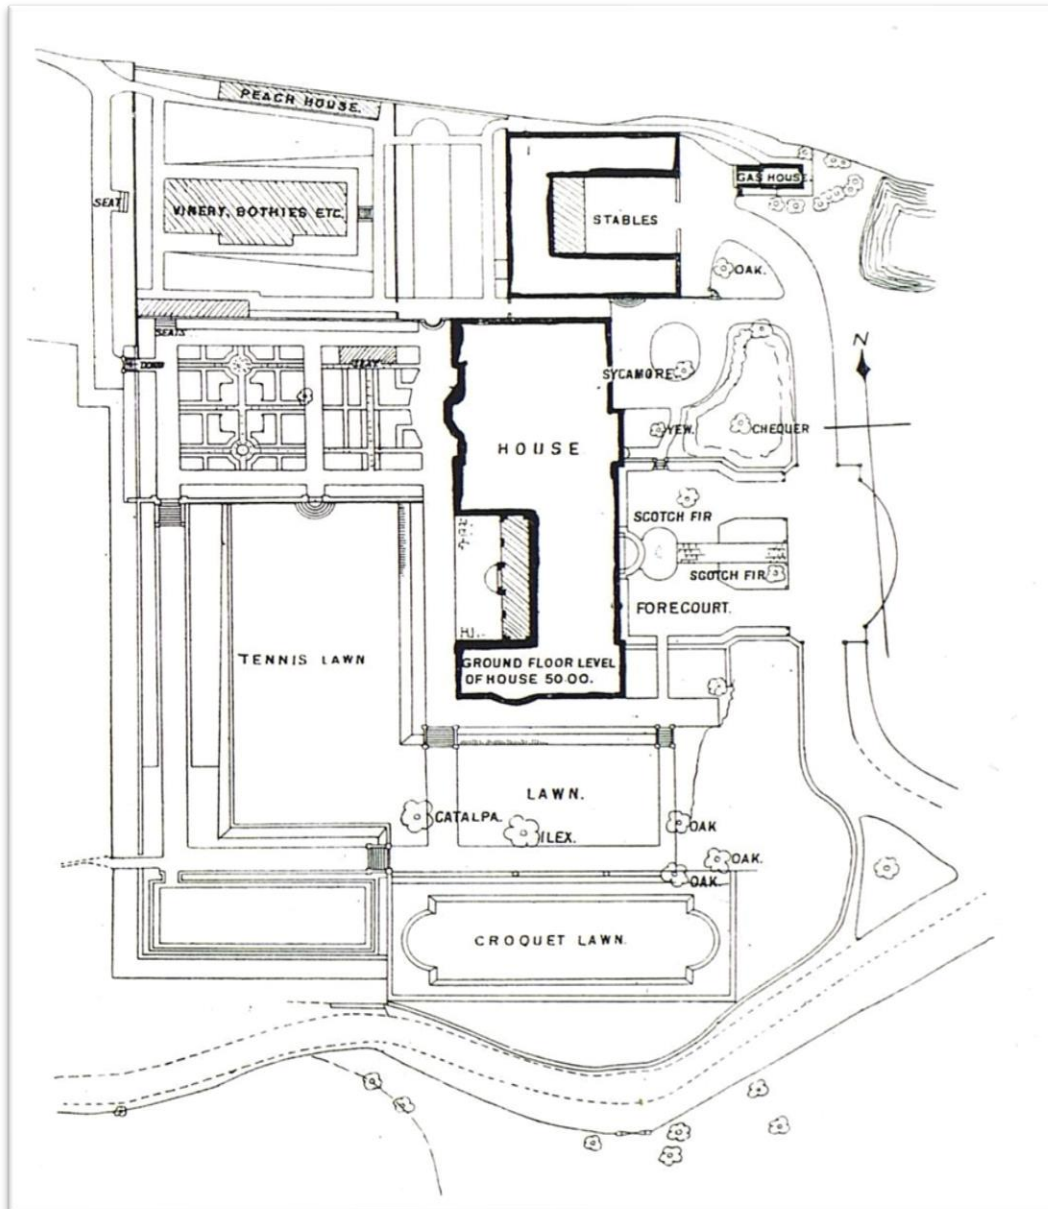 PEACH HOUSE.
GAS HOUSE.
SEAT
VINERY, BOTHIES ETC.
STABLES
OAK.
SEATS
N
DOWN
SYCAMORE
YEW.
CHEQUER
HOUSE
SCOTCH FIR
SCOTCH FIR
FORECOURT.
TENNIS LAWN
GROUND FLOOR LEVEL
OF HOUSE 50·00.
LAWN.
CATALPA.
ILEX.
OAK
OAK.
OAK.
CROQUET LAWN.